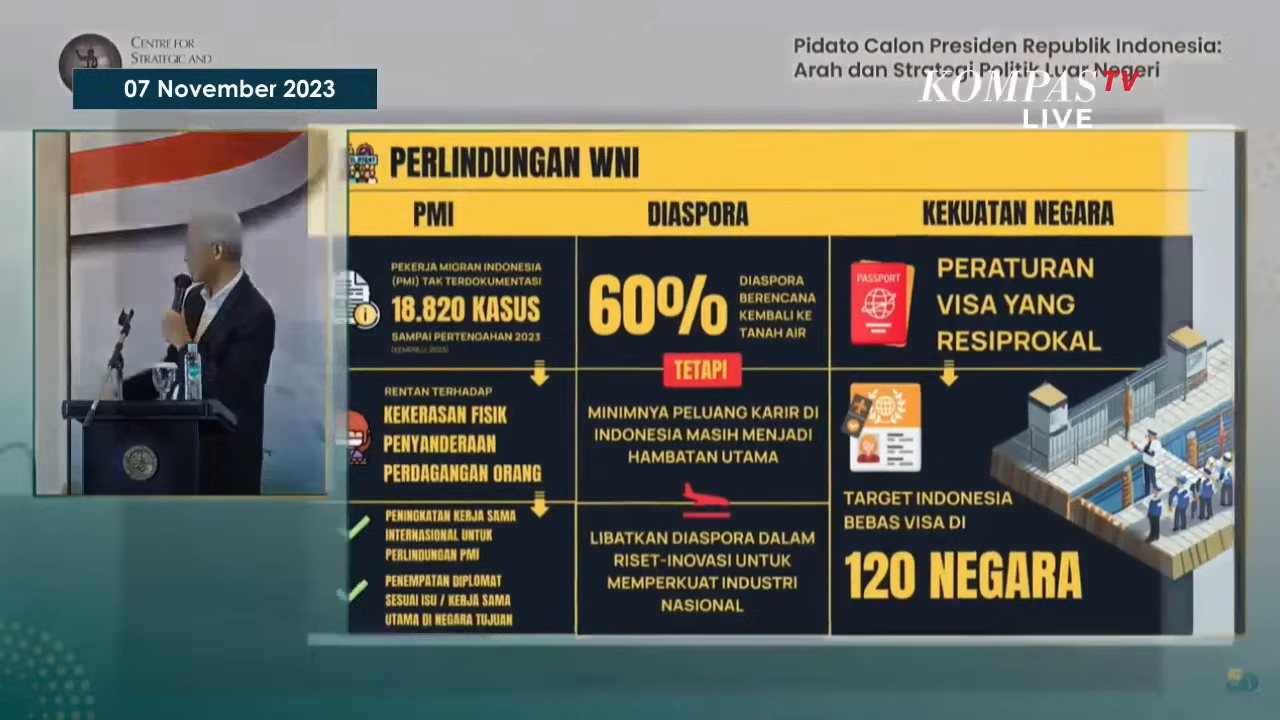 CENTRE FOR
STRATEGIC AND
07 November 2023
Pidato Calon Presiden Republik Indonesia:
Arah dan Strategi Politik Luar Negeri
KOMPAS TV
LIVE
PERLINDUNGAN WNI
PMI
PEKERJA MIGRAN INDONESIA
(PMI) TAK TERDOKUMENTASI
18.820 KASUS
SAMPAI PERTENGAHAN 2023
(KEMENLU, 2023)
RENTAN TERHADAP
KEKERASAN FISIK
PENYANDERAAN
PERDAGANGAN ORANG
PENINGKATAN KERJA SAMA
INTERNASIONAL UNTUK
PERLINDUNGAN PMI
PENEMPATAN DIPLOMAT
SESUAI ISU / KERJA SAMA
UTAMA DI NEGARA TUJUAN
DIASPORA
60%
DIASPORA
BERENCANA
KEMBALI KE
TANAH AIR
TETAPI
MINIMNYA PELUANG KARIR DI
INDONESIA MASIH MENJADI
HAMBATAN UTAMA
LIBATKAN DIASPORA DALAM
RISET-INOVASI UNTUK
MEMPERKUAT INDUSTRI
NASIONAL
KEKUATAN NEGARA
PASSPORT
PERATURAN
VISA YANG
RESIPROKAL
TARGET INDONESIA
BEBAS VISA DI
120 NEGARA